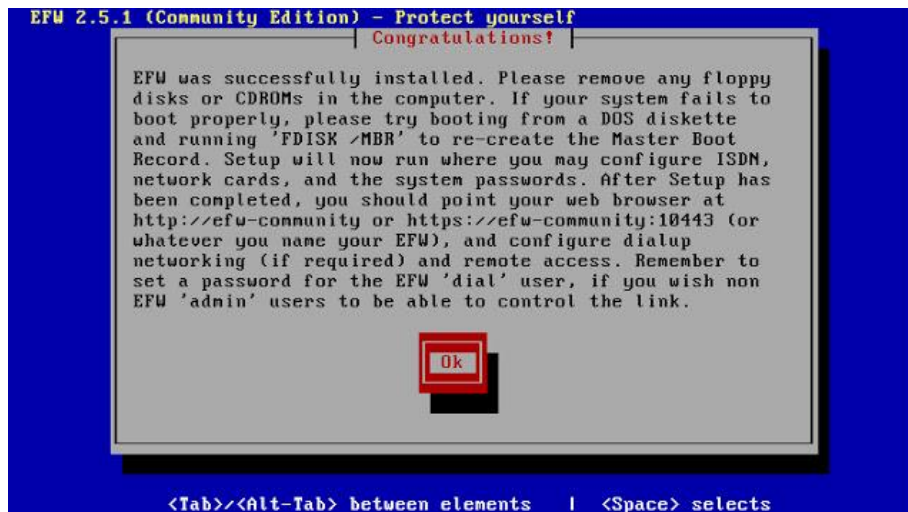 EFW 2.5.1 (Community Edition) - Protect yourself
Congratulations!
EFW was successfully installed. Please remove any floppy
disks or CDROMs in the computer. If your system fails to
boot properly, please try booting from a DOS diskette
and running 'FDISK /MBR' to re-create the Master Boot
Record. Setup will now run where you may configure ISDN,
network cards, and the system passwords. After Setup has
been completed, you should point your web browser at
http://efw-community or https://efw-community:10443 (or
whatever you name your EFW), and configure dialup
networking (if required) and remote access. Remember to
set a password for the EFW 'dial' user, if you wish non
EFW 'admin' users to be able to control the link.
Ok
<Tab>/<Alt-Tab> between elements | <Space> selects